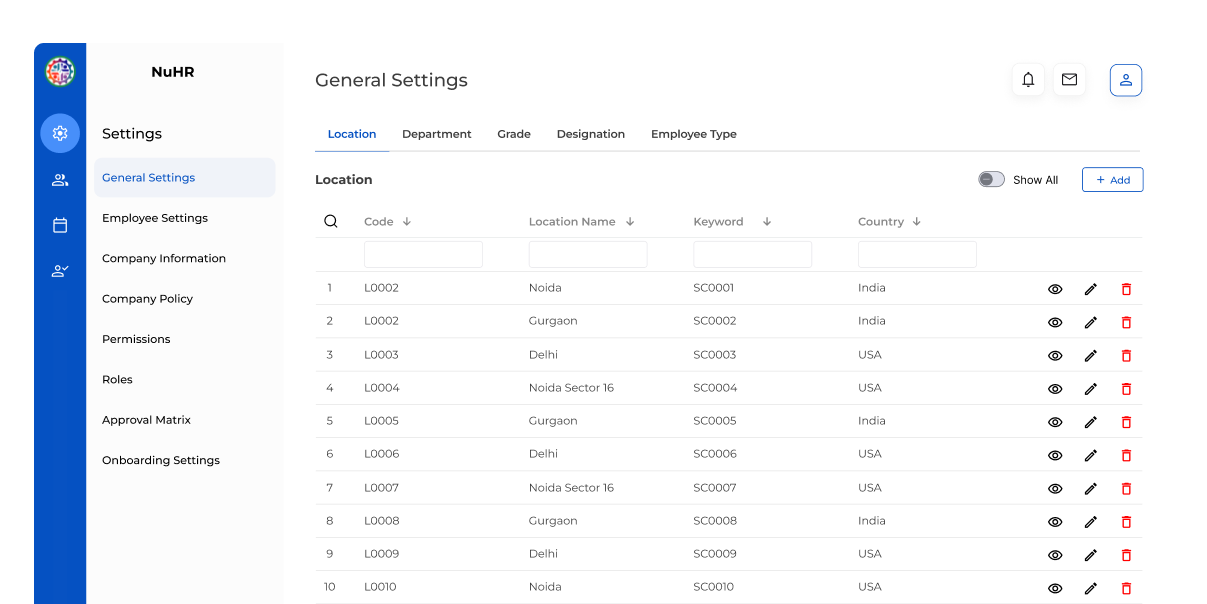 NuHR
General Settings
Settings
Location Department Grade Designation Employee Type
General Settings
Employee Settings
Company Information
Company Policy
Permissions
Roles
Approval Matrix
Onboarding Settings
Location Show All + Add
Code Location Name Keyword Country
1 L0002 Noida SC0001 India
2 L0002 Gurgaon SC0002 India
3 L0003 Delhi SC0003 USA
4 L0004 Noida Sector 16 SC0004 USA
5 L0005 Gurgaon SC0005 India
6 L0006 Delhi SC0006 USA
7 L0007 Noida Sector 16 SC0007 USA
8 L0008 Gurgaon SC0008 India
9 L0009 Delhi SC0009 USA
10 L0010 Noida SC0010 USA